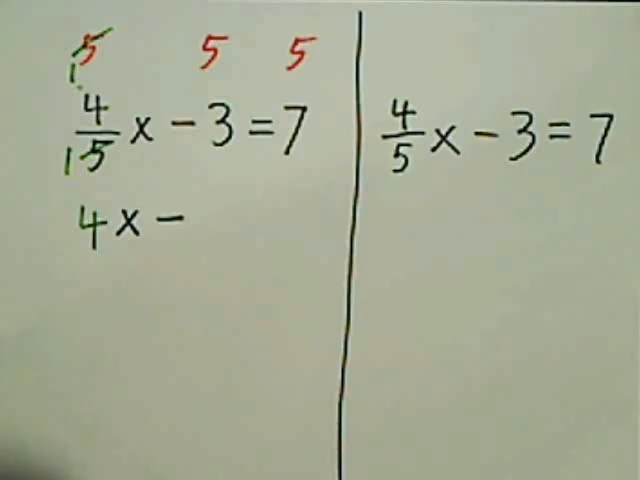 5 5 5
1
4/5 x - 3 = 7
1
4x -
4/5 x - 3 = 7